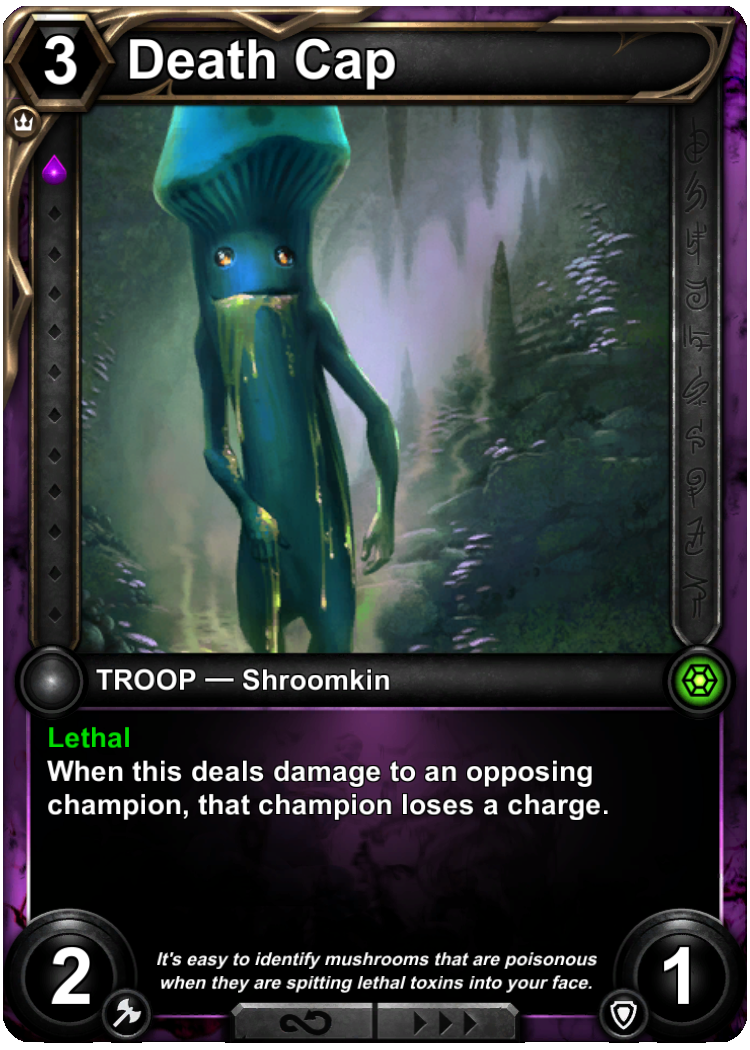 3 Death Cap
TROOP — Shroomkin
Lethal
When this deals damage to an opposing
champion, that champion loses a charge.
It's easy to identify mushrooms that are poisonous
when they are spitting lethal toxins into your face.
2
1